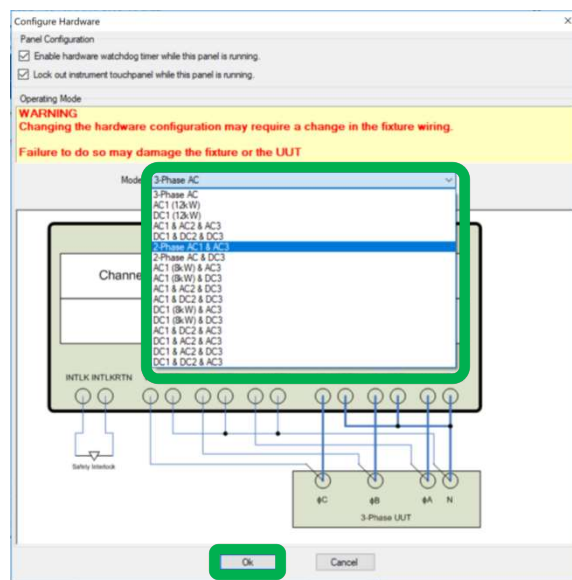 Configure Hardware
Panel Configuration
Enable hardware watchdog timer while this panel is running.
Lock out instrument touchpanel while this panel is running.
Operating Mode
WARNING
Changing the hardware configuration may require a change in the fixture wiring.
Failure to do so may damage the fixture or the UUT
Mode 3-Phase AC
3-Phase AC
AC1 (12kW)
DC1 (12kW)
AC1 & AC2 & AC3
DC1 & DC2 & DC3
2-Phase AC1 & AC3
2-Phase AC & DC3
AC1 (8kW) & AC3
AC1 (8kW) & DC3
AC1 & AC2 & DC3
AC1 & DC2 & DC3
DC1 (8kW) & AC3
DC1 (8kW) & DC3
AC1 & DC2 & AC3
DC1 & AC2 & AC3
DC1 & AC2 & DC3
DC1 & DC2 & AC3
Channe
INTLK INTLKRTN
Safety Interlock
ϕC ϕB ϕA N
3-Phase UUT
Ok Cancel